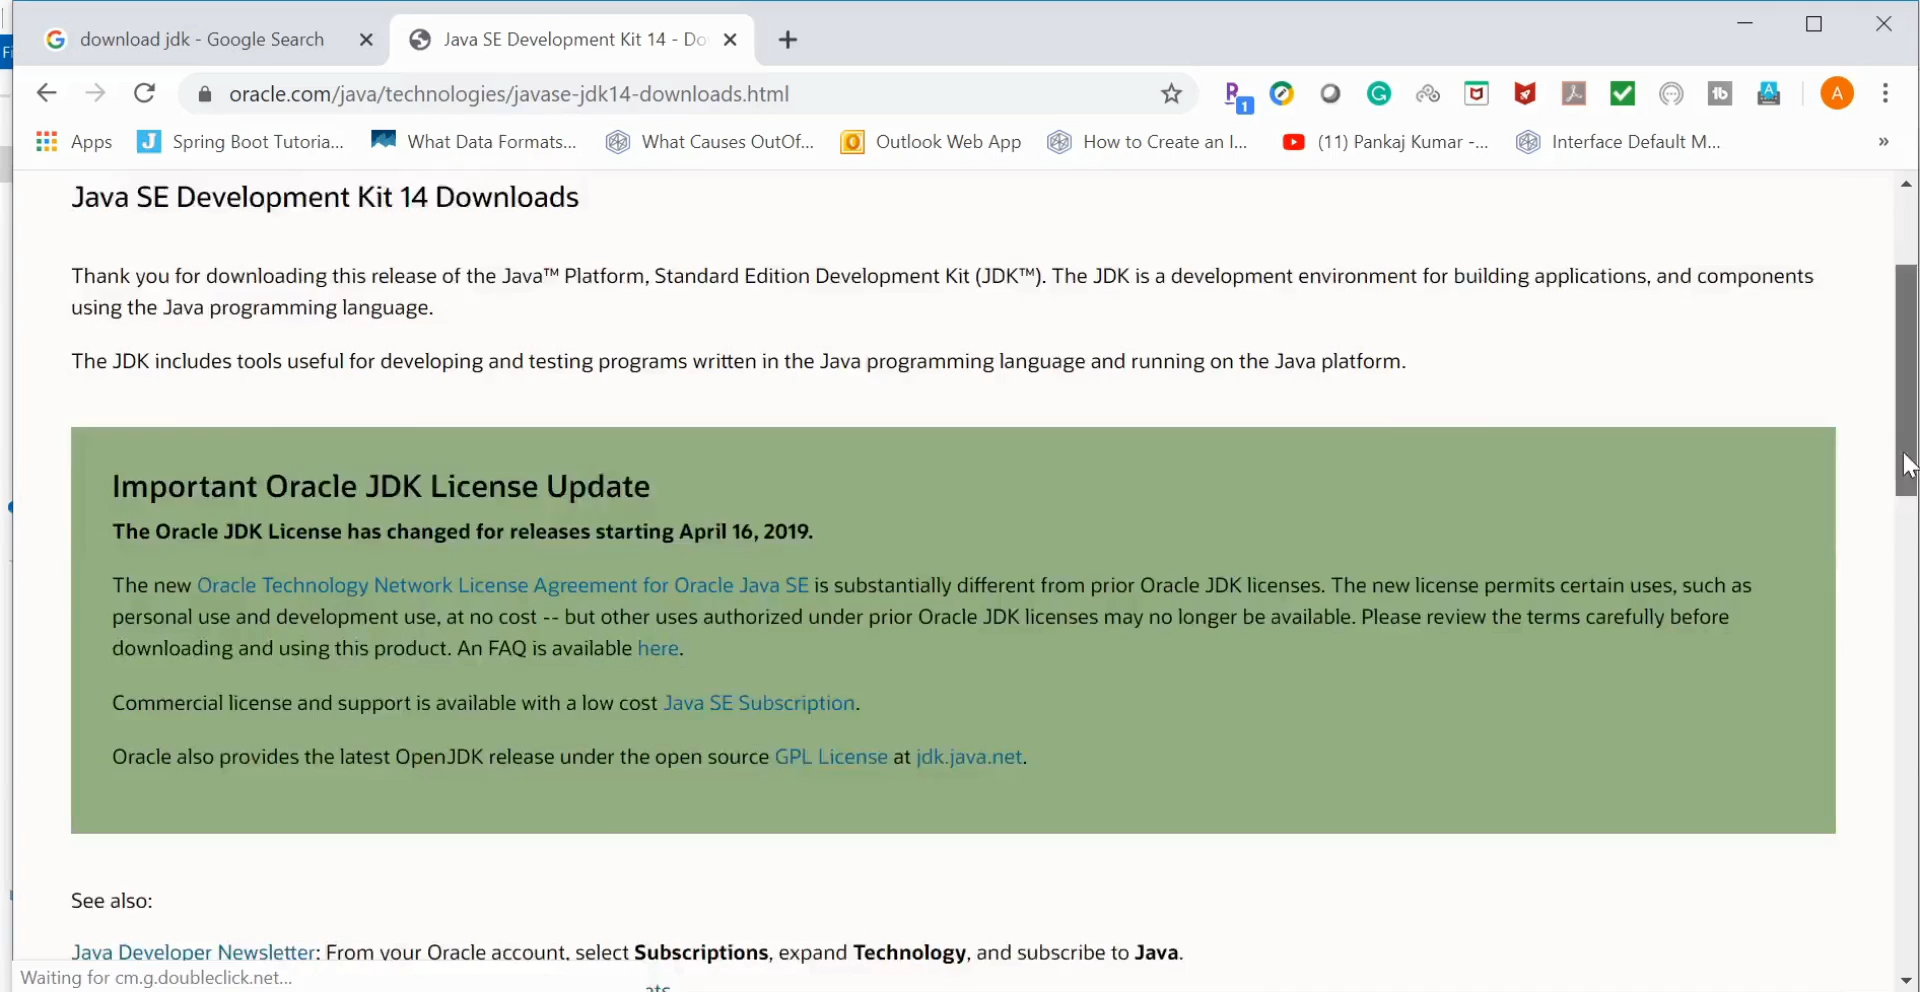 download jdk - Google Search
Java SE Development Kit 14 - Do
oracle.com/java/technologies/javase-jdk14-downloads.html
1
A
Apps
Spring Boot Tutoria...
What Data Formats...
What Causes OutOf...
Outlook Web App
How to Create an I...
(11) Pankaj Kumar -...
Interface Default M...
»
Java SE Development Kit 14 Downloads
Thank you for downloading this release of the Java™ Platform, Standard Edition Development Kit (JDK™). The JDK is a development environment for building applications, and components
using the Java programming language.
The JDK includes tools useful for developing and testing programs written in the Java programming language and running on the Java platform.
Important Oracle JDK License Update
The Oracle JDK License has changed for releases starting April 16, 2019.
The new Oracle Technology Network License Agreement for Oracle Java SE is substantially different from prior Oracle JDK licenses. The new license permits certain uses, such as
personal use and development use, at no cost -- but other uses authorized under prior Oracle JDK licenses may no longer be available. Please review the terms carefully before
downloading and using this product. An FAQ is available here.
Commercial license and support is available with a low cost Java SE Subscription.
Oracle also provides the latest OpenJDK release under the open source GPL License at jdk.java.net.
See also:
Java Developer Newsletter: From your Oracle account, select Subscriptions, expand Technology, and subscribe to Java.
Waiting for cm.g.doubleclick.net...